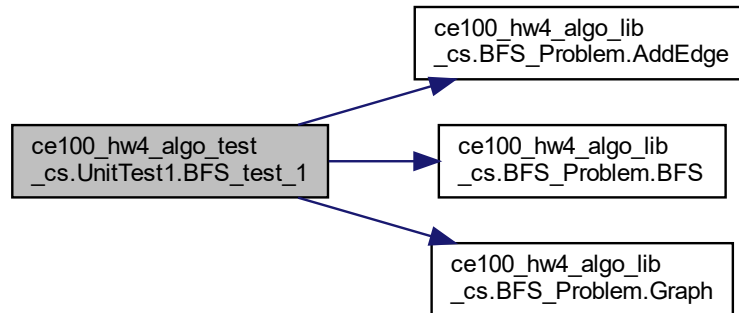 ce100_hw4_algo_lib
_cs.BFS_Problem.AddEdge
ce100_hw4_algo_test
_cs.UnitTest1.BFS_test_1
ce100_hw4_algo_lib
_cs.BFS_Problem.BFS
ce100_hw4_algo_lib
_cs.BFS_Problem.Graph